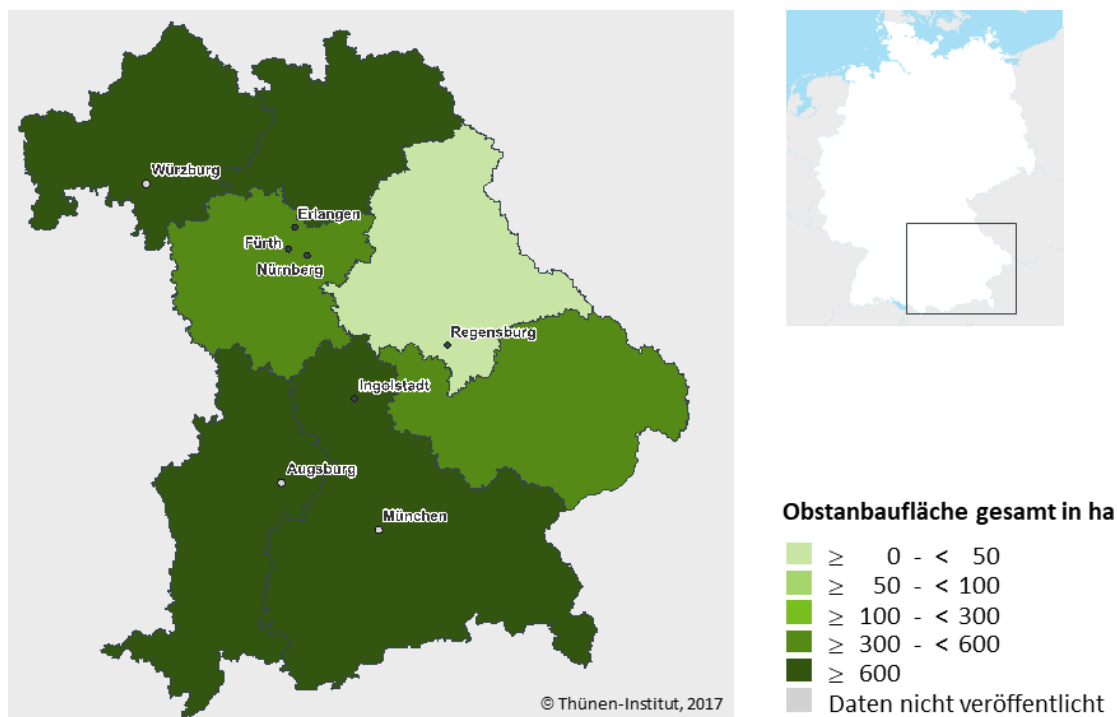 Würzburg
Erlangen
Fürth
Nürnberg
Regensburg
Ingolstadt
Augsburg
München
© Thünen-Institut, 2017
Obstanbaufläche gesamt in ha
≥ 0 - < 50
≥ 50 - < 100
≥ 100 - < 300
≥ 300 - < 600
≥ 600
Daten nicht veröffentlicht